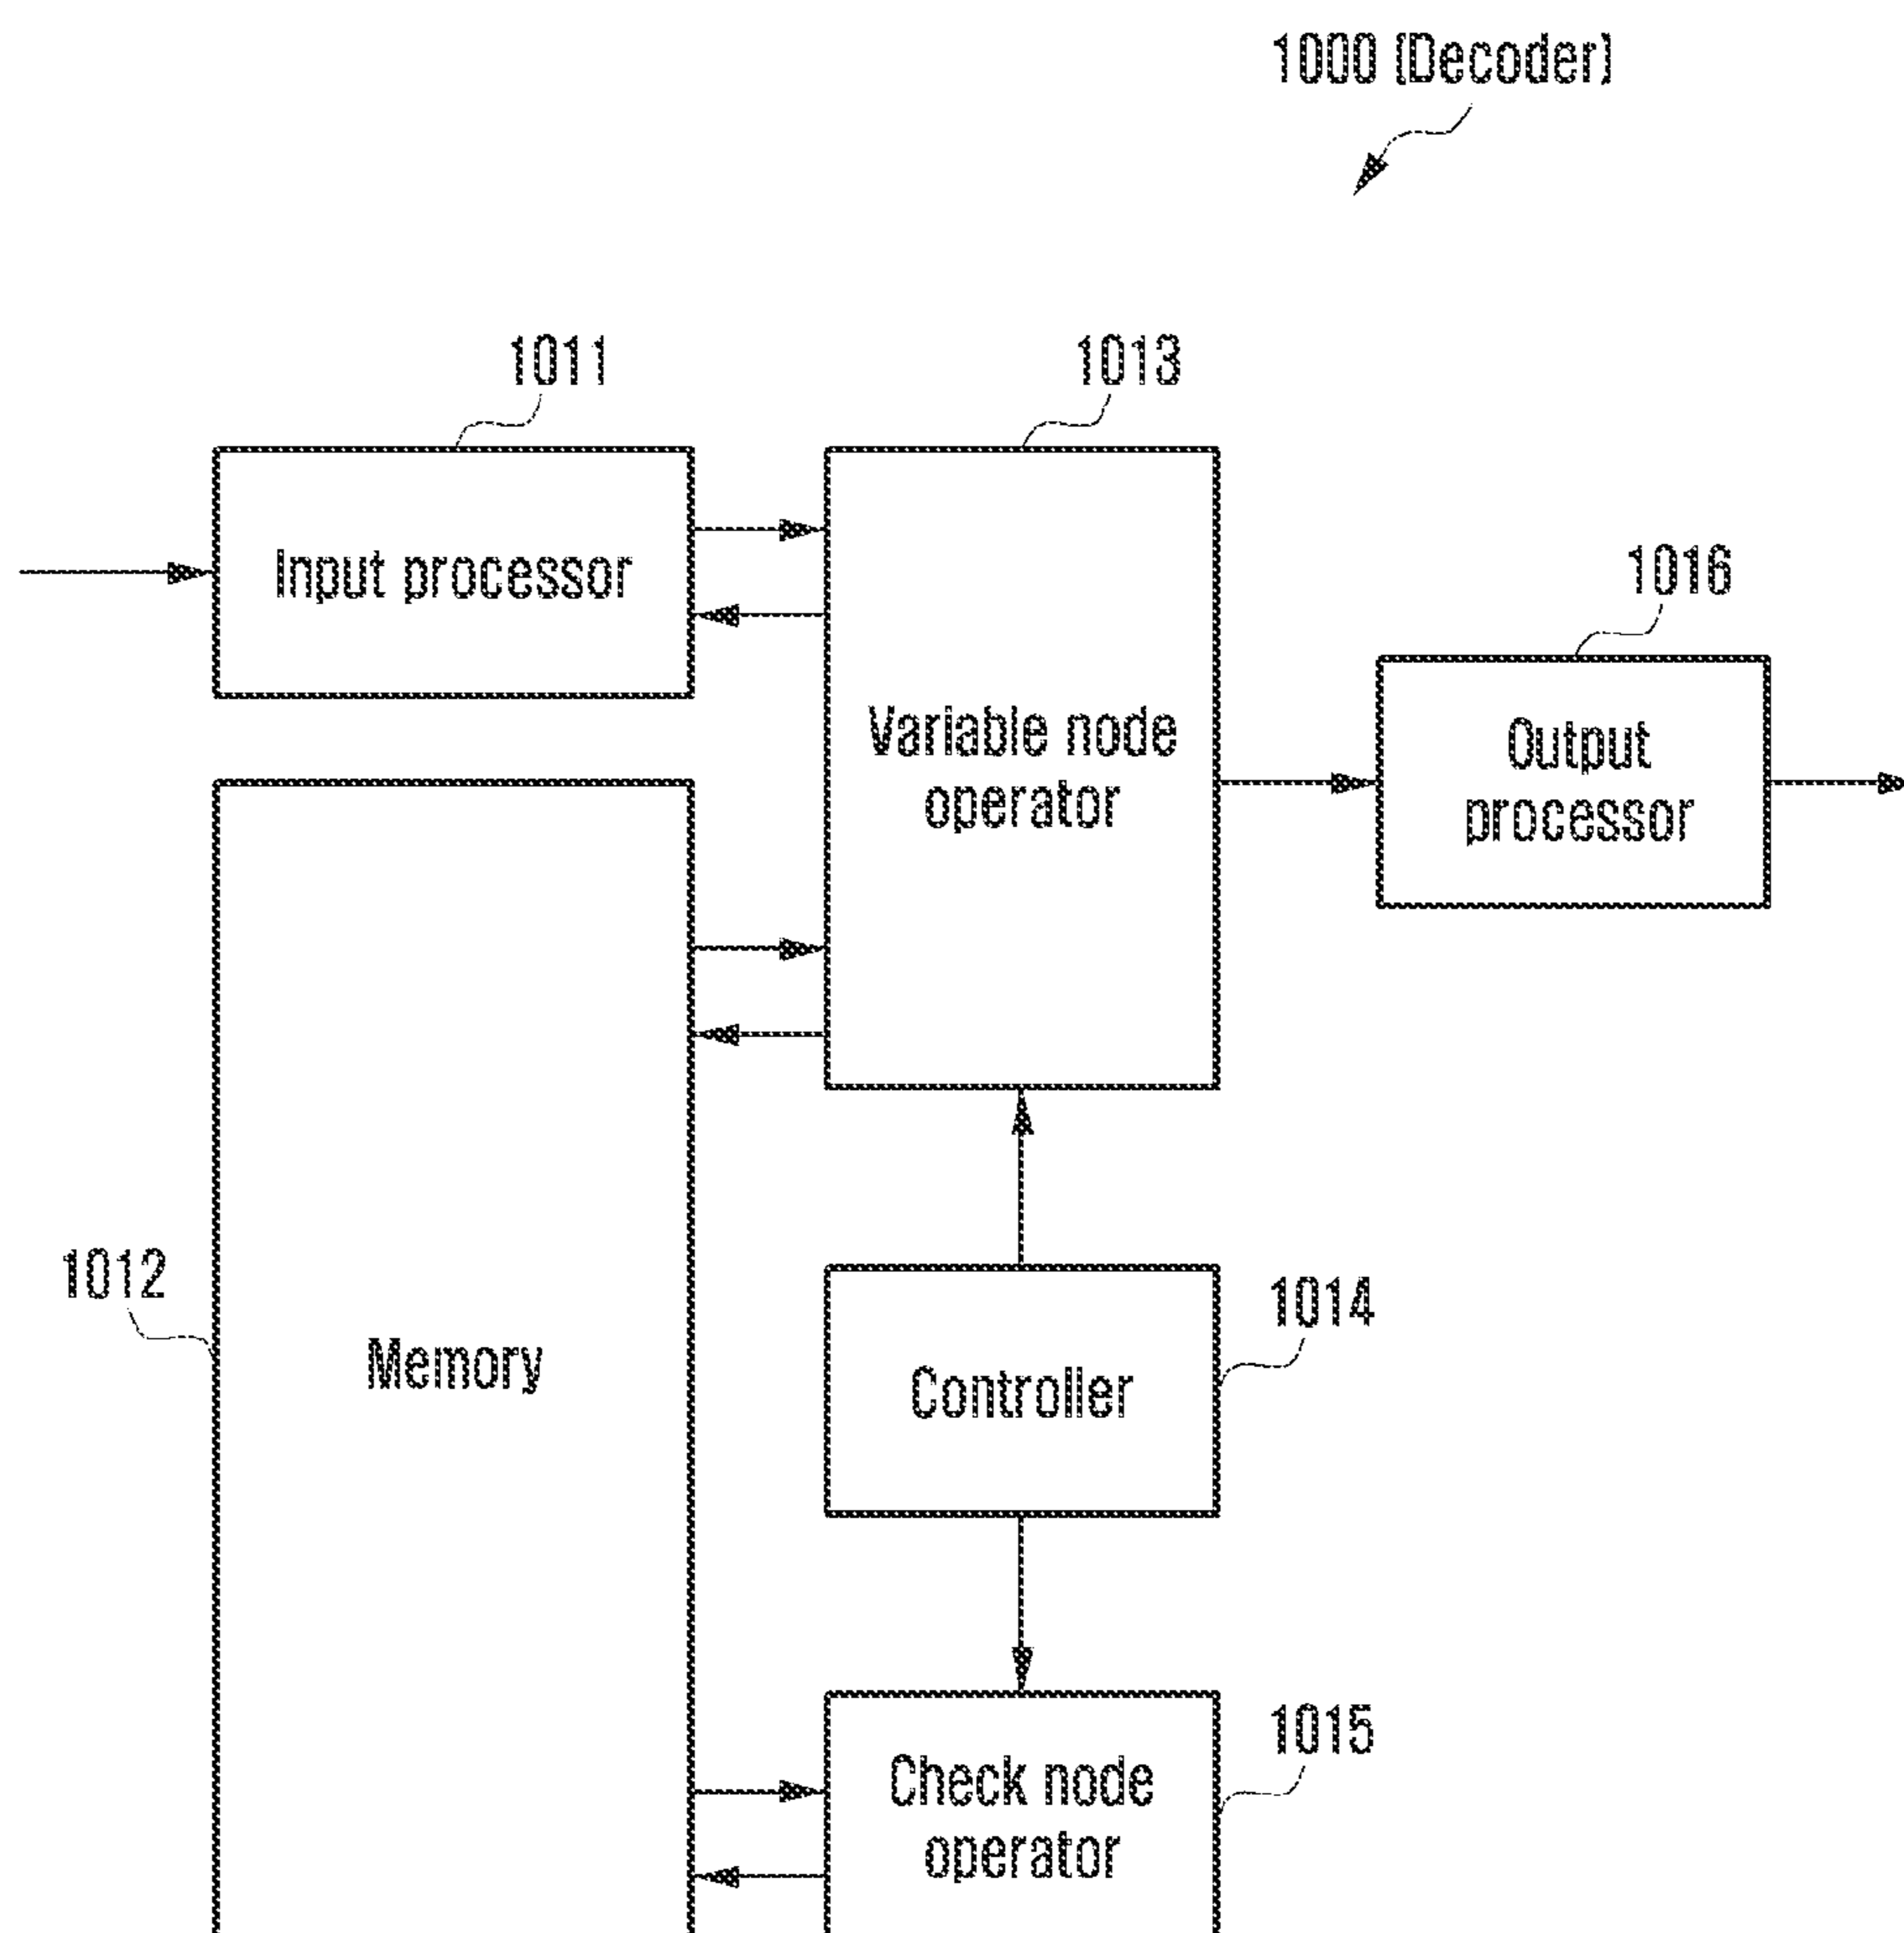 1000 (Decoder)
1011
1013
Input processor
1016
Variable node
operator
Output
processor
1012
1014
Memory
Controller
1015
Check node
operator